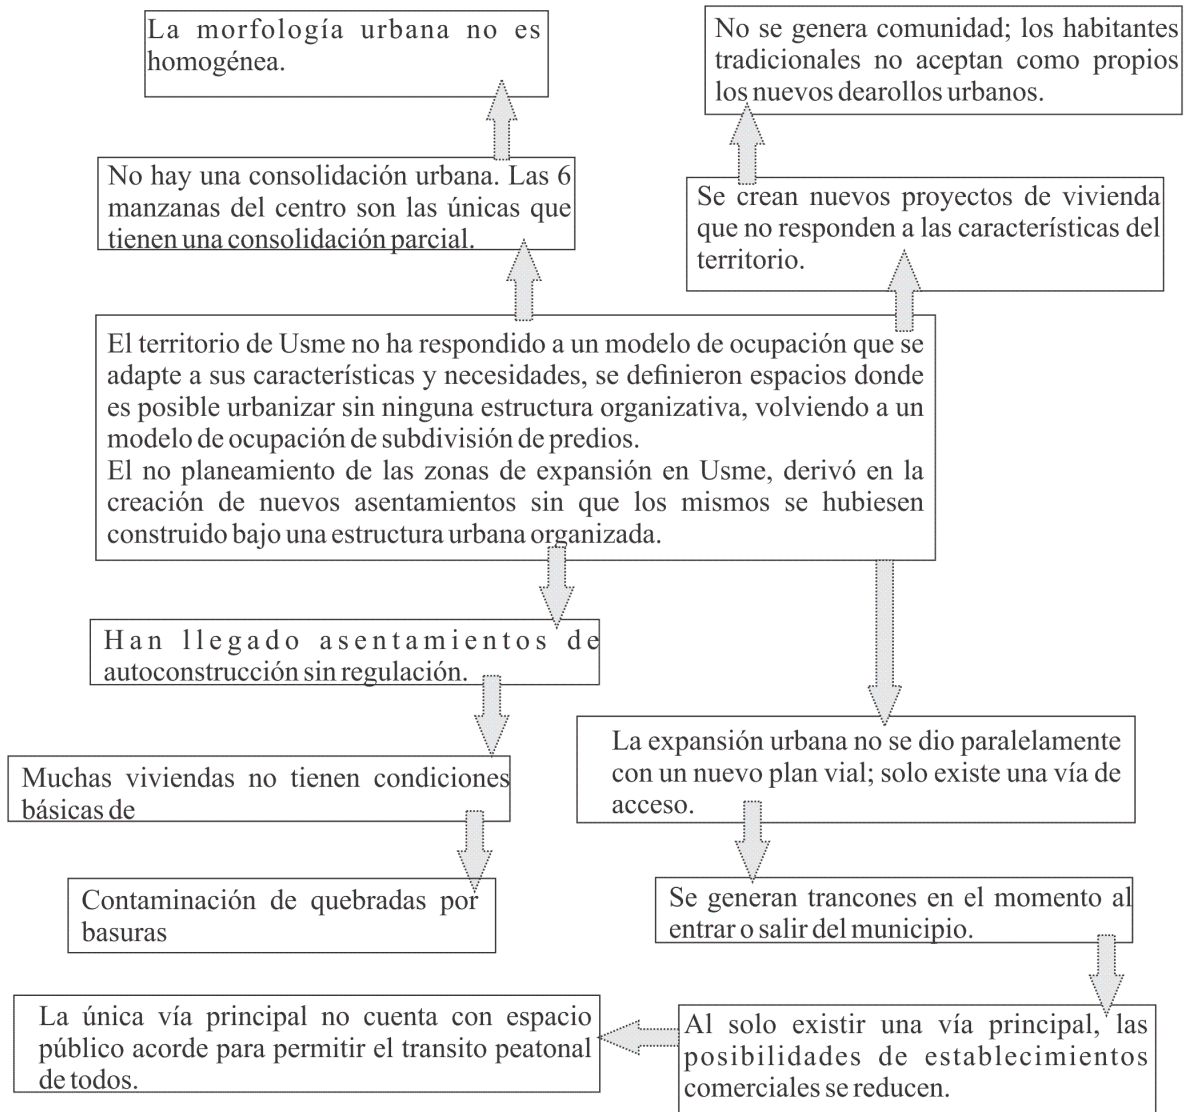 La morfología urbana no es
homogénea.
No se genera comunidad; los habitantes
tradicionales no aceptan como propios
los nuevos dearollos urbanos.
No hay una consolidación urbana. Las 6
manzanas del centro son las únicas que
tienen una consolidación parcial.
Se crean nuevos proyectos de vivienda
que no responden a las características del
territorio.
El territorio de Usme no ha respondido a un modelo de ocupación que se
adapte a sus características y necesidades, se definieron espacios donde
es posible urbanizar sin ninguna estructura organizativa, volviendo a un
modelo de ocupación de subdivisión de predios.
El no planeamiento de las zonas de expansión en Usme, derivó en la
creación de nuevos asentamientos sin que los mismos se hubiesen
construido bajo una estructura urbana organizada.
Han llegado asentamientos de
autoconstrucción sin regulación.
Muchas viviendas no tienen condiciones
básicas de
Contaminación de quebradas por
basuras
La expansión urbana no se dio paralelamente
con un nuevo plan vial; solo existe una vía de
acceso.
Se generan trancones en el momento al
entrar o salir del municipio.
Al solo existir una vía principal, las
posibilidades de establecimientos
comerciales se reducen.
La única vía principal no cuenta con espacio
público acorde para permitir el transito peatonal
de todos.